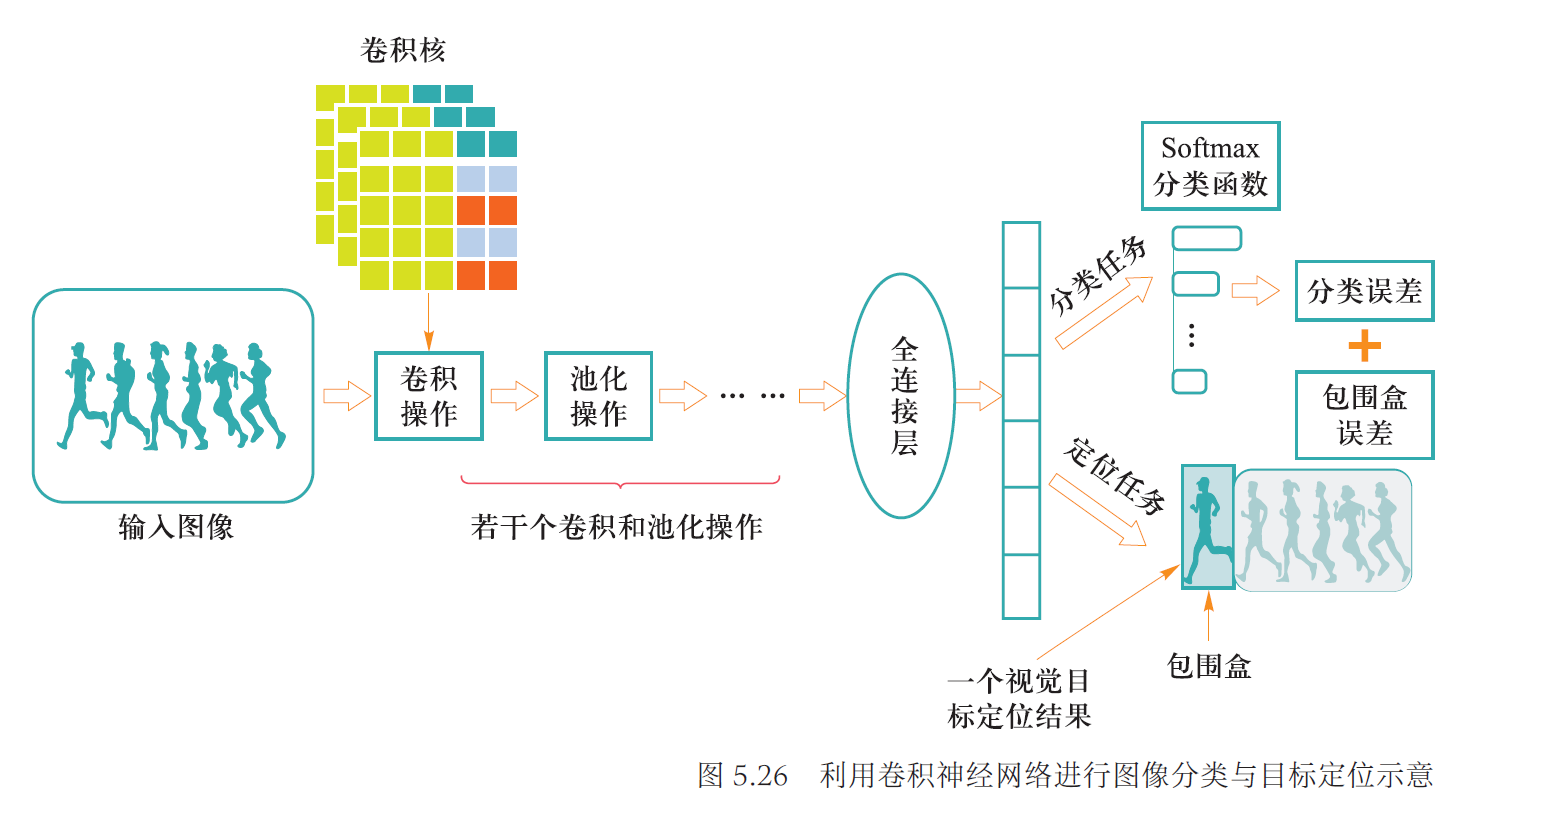 卷积核
Softmax
分类函数
分类任务
分类误差
卷积
操作
池化
操作
… …
全
连
接
层
⋮
包围盒
误差
定位任务
输入图像
若干个卷积和池化操作
包围盒
一个视觉目
标定位结果
图 5.26 利用卷积神经网络进行图像分类与目标定位示意